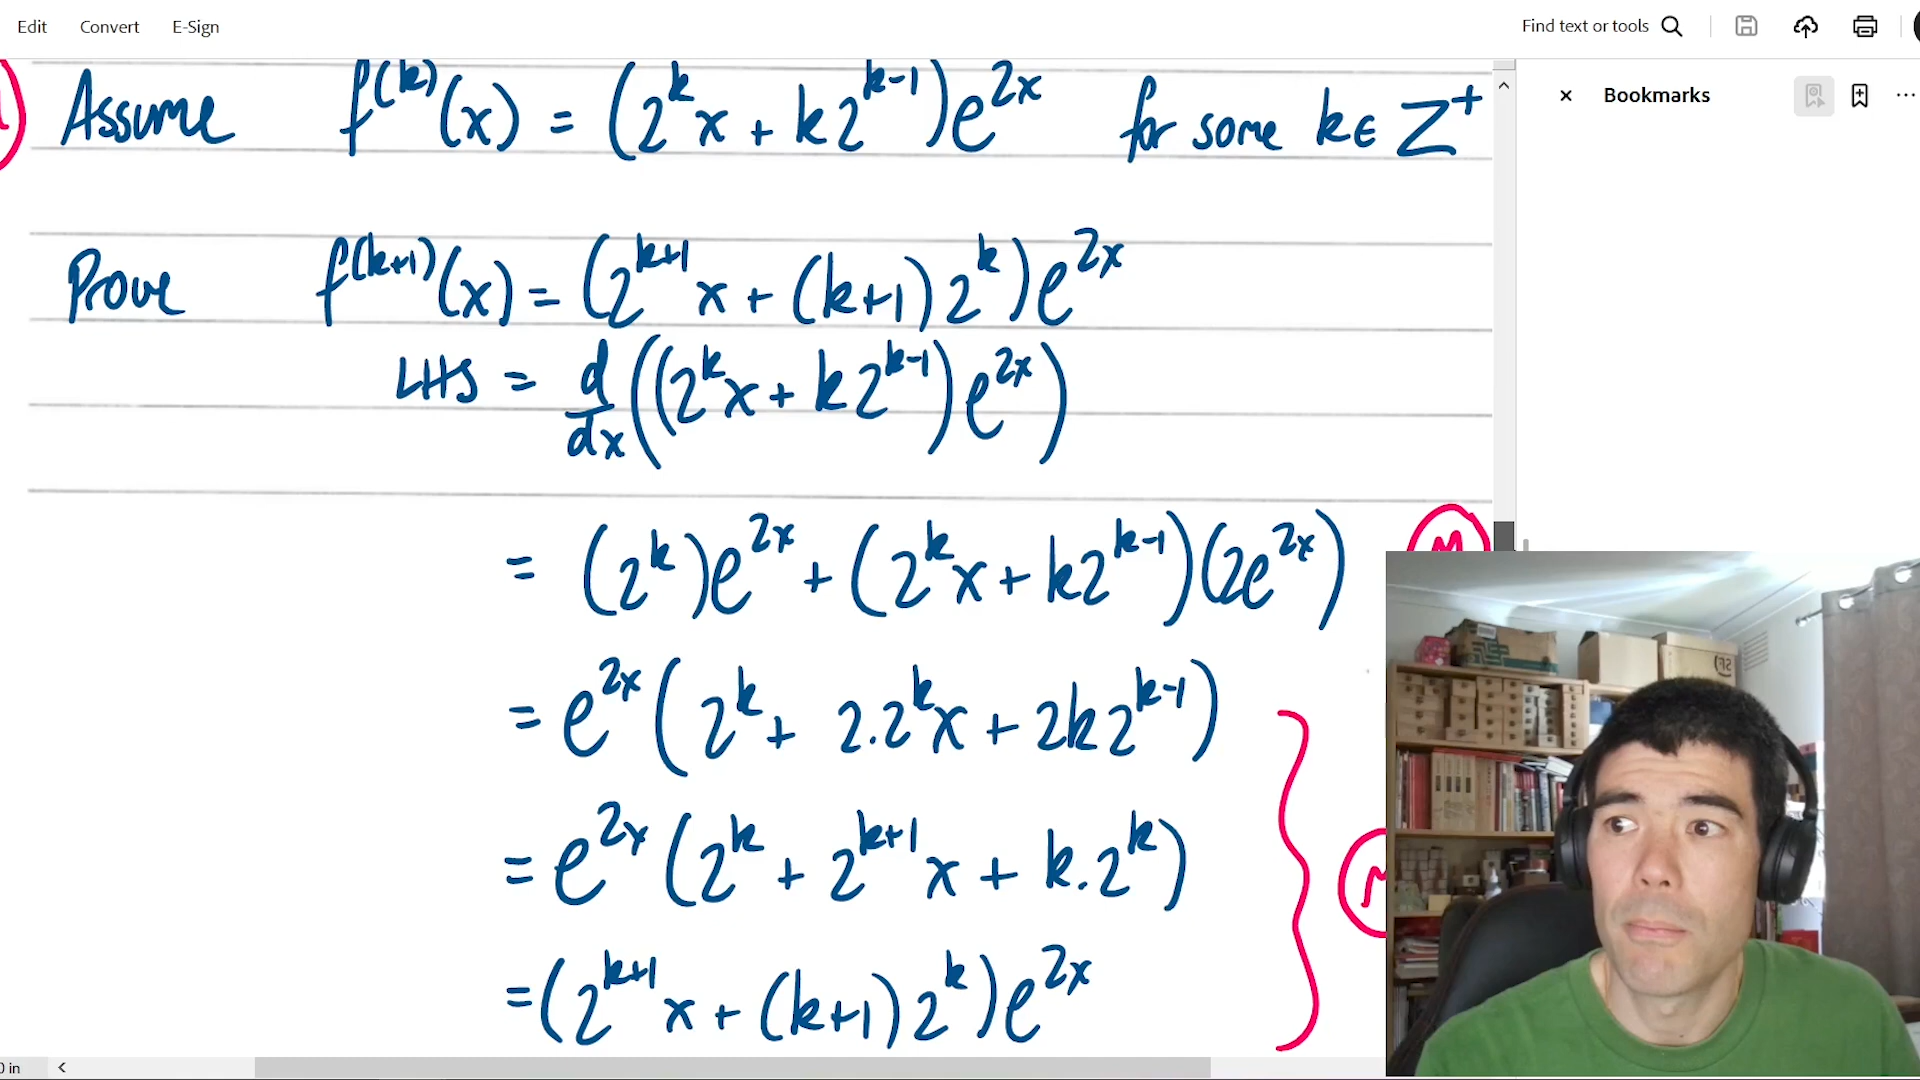 Edit Convert E-Sign Find text or tools
Bookmarks
Assume f^(k)(x) = (2^k x + k2^(k-1))e^(2x) for some k ∈ Z^+
Prove f^(k+1)(x) = (2^(k+1) x + (k+1)2^k)e^(2x)
LHS = d/dx((2^k x + k2^(k-1))e^(2x))
= (2^k)e^(2x) + (2^k x + k2^(k-1))(2e^(2x))
= e^(2x)(2^k + 2.2^k x + 2k2^(k-1))
= e^(2x)(2^k + 2^(k+1) x + k.2^k)
= (2^(k+1) x + (k+1)2^k)e^(2x)
in